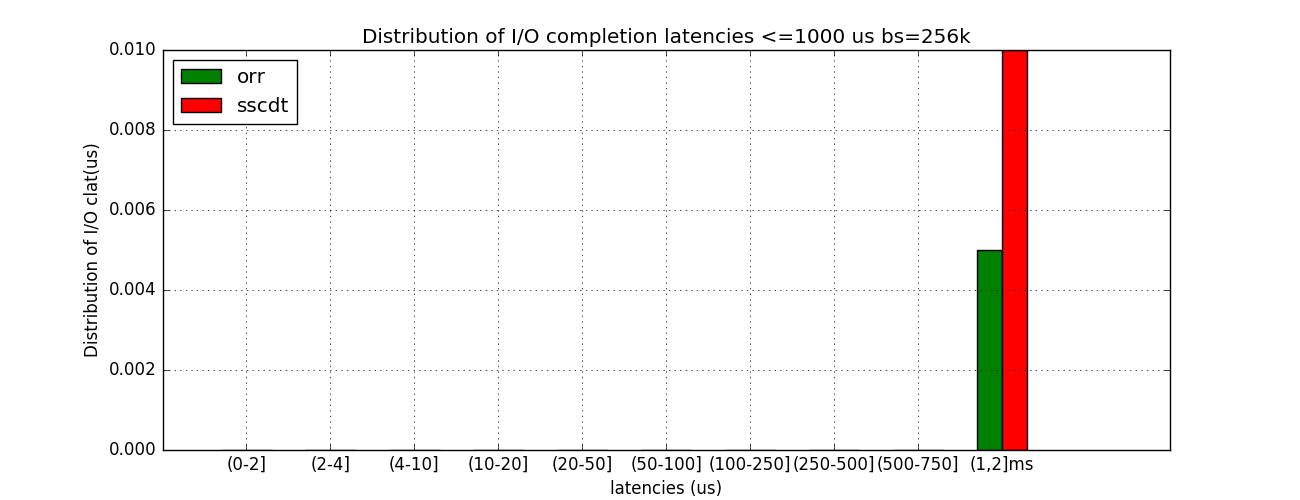 Distribution of I/O completion latencies <=1000 us bs=256k
0.010
0.008
0.006
0.004
0.002
0.000
Distribution of I/O clat(us)
orr
sscdt
(0-2] (2-4] (4-10] (10-20] (20-50] (50-100] (100-250] (250-500] (500-750] (1,2]ms
latencies (us)